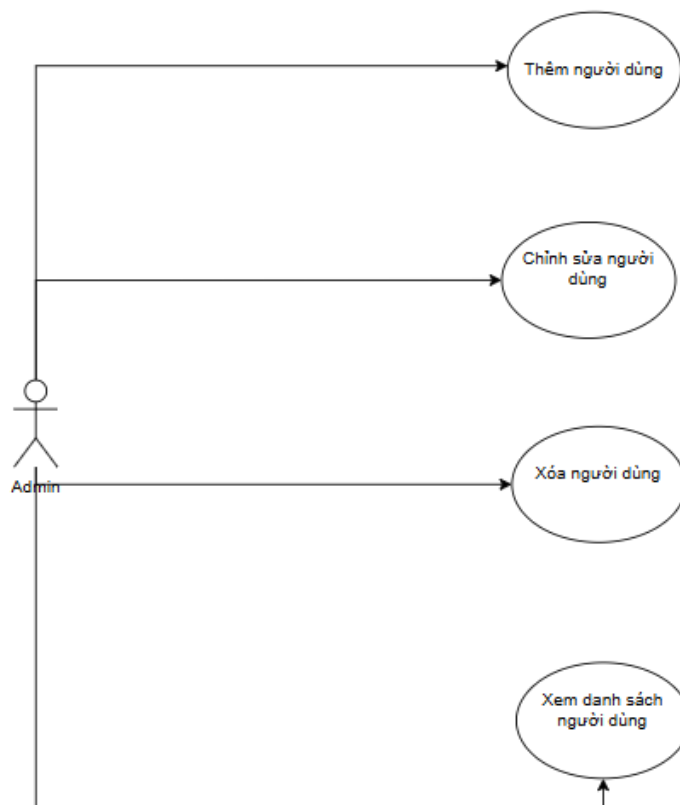 Thêm người dùng
Chỉnh sửa người
dùng
Admin
Xóa người dùng
Xem danh sách
người dùng